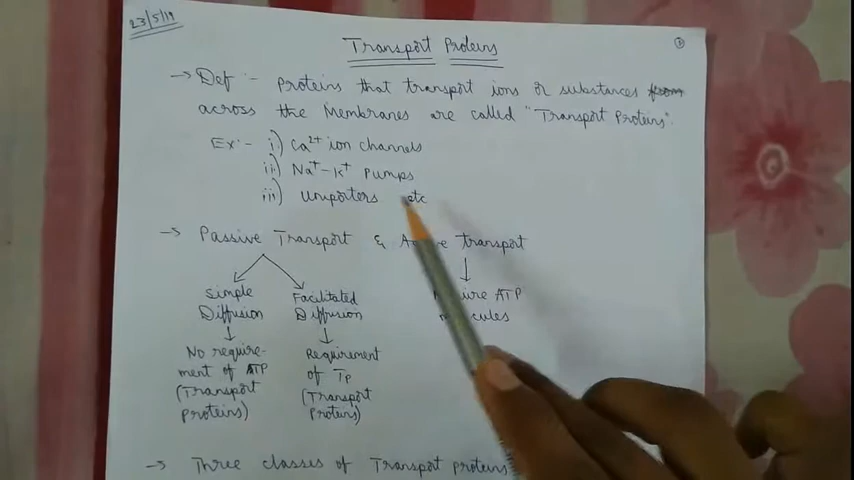 23/5/19
Transport Proteins
→ Def :- Proteins that transport ions or substances from
across the Membranes are called "Transport Proteins".
Ex:- i) Ca2+ ion channels
ii) Na+-K+ Pumps
iii) Uniporters etc
→ Passive Transport & transport
Simple Facilitated ATP
Diffusion Diffusion
No require- Requirement
ment of ATP of TP
(Transport (Transport
Proteins) Proteins)
→ Three classes of Transport proteins